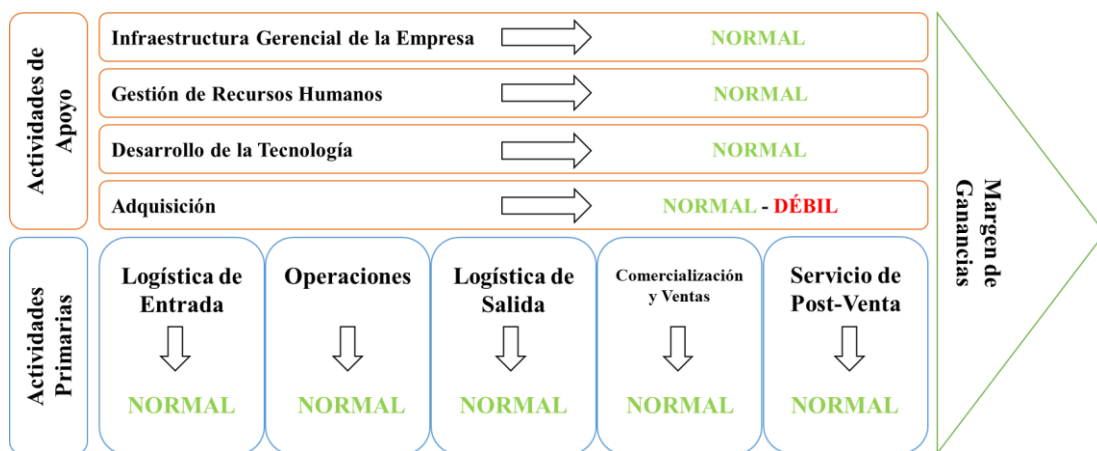 Actividades de
Apoyo
Infraestructura Gerencial de la Empresa
NORMAL
Gestión de Recursos Humanos
NORMAL
Desarrollo de la Tecnología
NORMAL
Adquisición
NORMAL - DÉBIL
Actividades
Primarias
Logística de
Entrada
NORMAL
Operaciones
NORMAL
Logística de
Salida
NORMAL
Comercialización
y Ventas
NORMAL
Servicio de
Post-Venta
NORMAL
Margen de
Ganancias